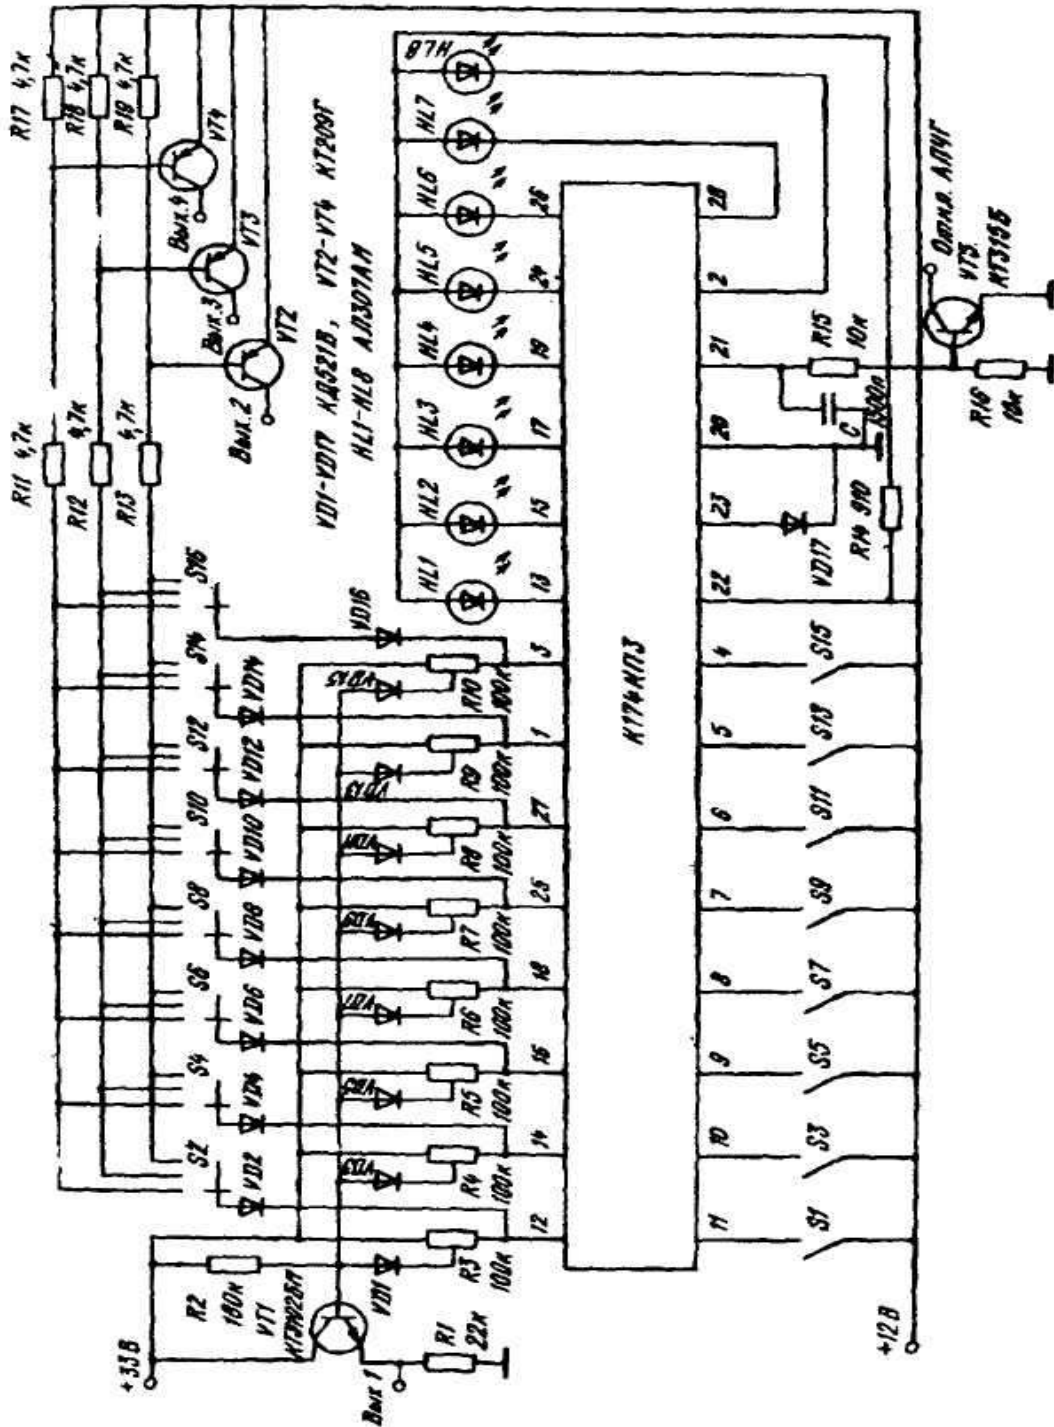 +33В
R2
180к
VT1
КТ3102БП
Вых 1
R1
22к
VD1
R3
100к
12
S2
VD2
VD3
R4
100к
14
S4
VD4
VD5
R5
100к
16
S6
VD6
VD7
R6
100к
18
S8
VD8
VD9
R7
100к
25
S10
VD10
VD11
R8
100к
27
S12
VD12
VD13
R9
100к
1
S14
VD14
VD15
R10
100к
3
S16
VD16
R11 4,7к
R12 4,7к
R13 4,7к
R17 4,7к
R18 4,7к
R19 4,7к
Вых.2
VT2
Вых.3
VT3
Вых.4
VT4
VD1-VD17 КД521В, VT2-VT4 КТ209Г
HL1-HL8 АЛ307АМ
HL1
HL2
HL3
HL4
HL5
HL6
HL7
HL8
13
15
17
19
24
26
К174КП3
11
10
9
8
7
6
5
4
22
23
20
21
2
28
S1
S3
S5
S7
S9
S11
S13
S15
VD17
R14 910
C
R15
10к
R16
10к
Откл. АПЧГ
VT5
КТ315Б
+12В